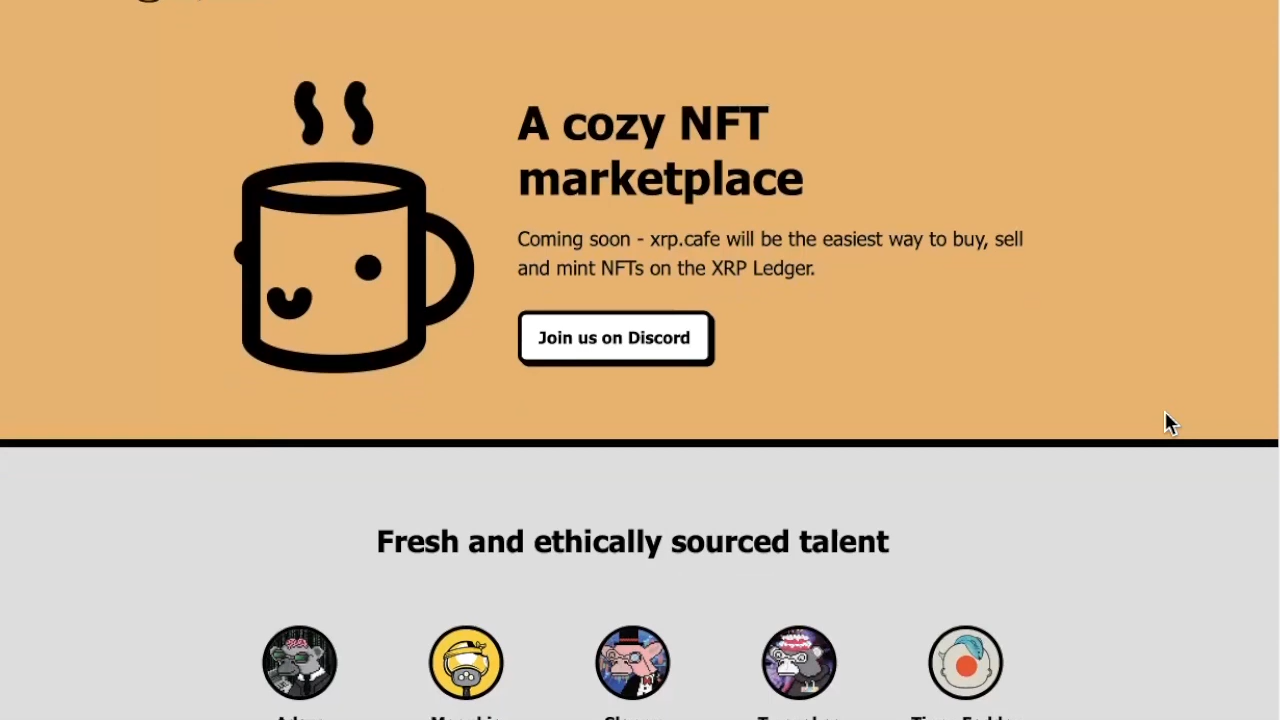 A cozy NFT
marketplace
Coming soon - xrp.cafe will be the easiest way to buy, sell
and mint NFTs on the XRP Ledger.
Join us on Discord
Fresh and ethically sourced talent